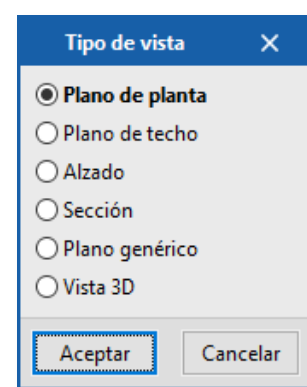 Tipo de vista
Plano de planta
Plano de techo
Alzado
Sección
Plano genérico
Vista 3D
Aceptar Cancelar